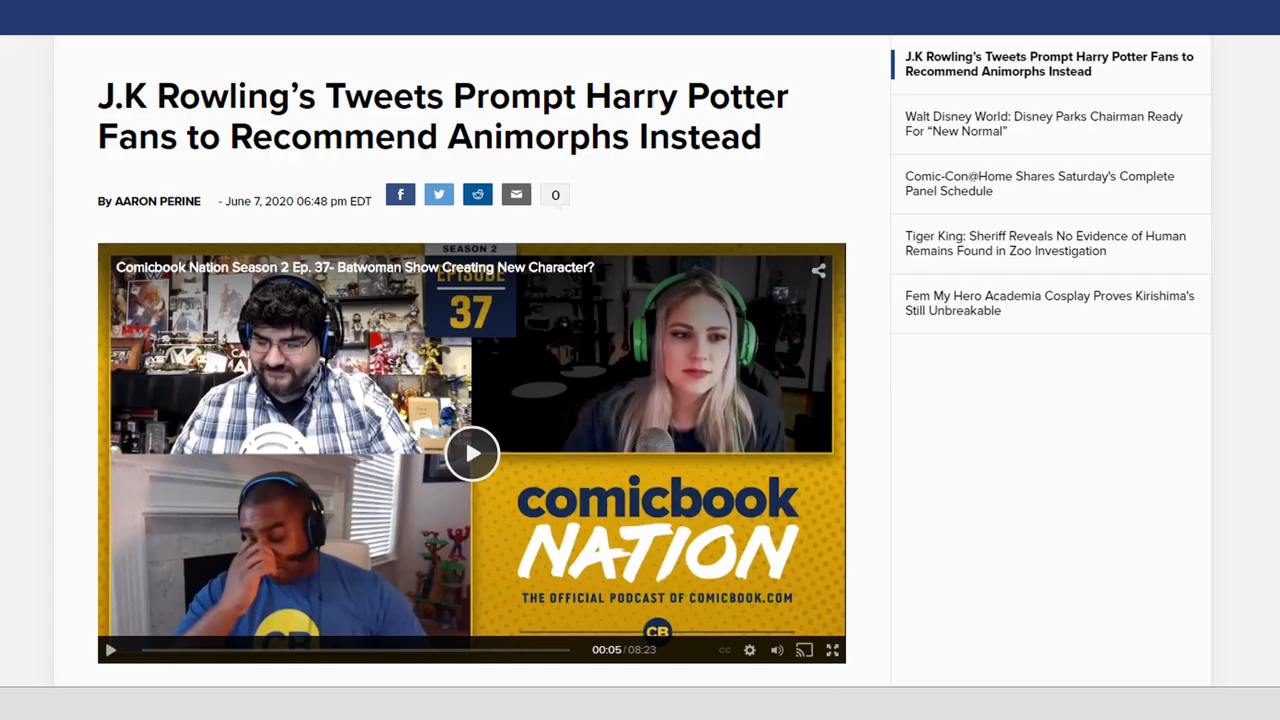 J.K Rowling's Tweets Prompt Harry Potter
Fans to Recommend Animorphs Instead
By AARON PERINE - June 7, 2020 06:48 pm EDT
0
SEASON 2
Comicbook Nation Season 2 Ep. 37- Batwoman Show Creating New Character?
EPISODE
37
comicbook
NATION
THE OFFICIAL PODCAST OF COMICBOOK.COM
CB
CB
00:05 / 08:23
CC
J.K Rowling's Tweets Prompt Harry Potter Fans to
Recommend Animorphs Instead
Walt Disney World: Disney Parks Chairman Ready
For “New Normal”
Comic-Con@Home Shares Saturday's Complete
Panel Schedule
Tiger King: Sheriff Reveals No Evidence of Human
Remains Found in Zoo Investigation
Fem My Hero Academia Cosplay Proves Kirishima's
Still Unbreakable